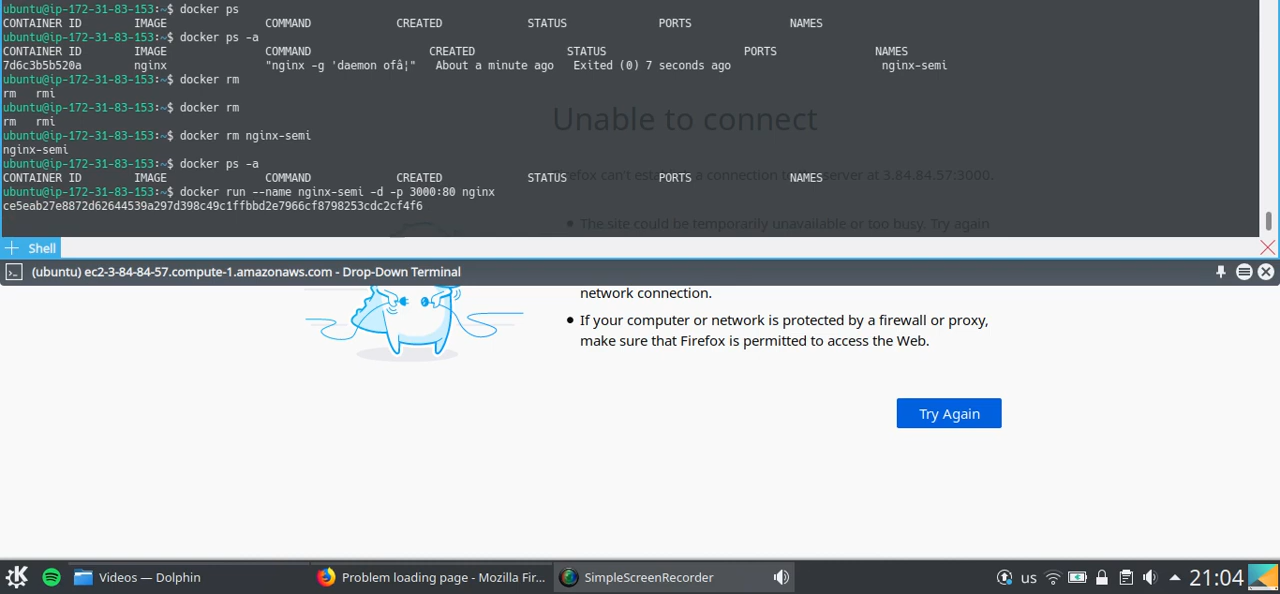 ubuntu@ip-172-31-83-153:~$ docker ps
CONTAINER ID        IMAGE               COMMAND             CREATED             STATUS              PORTS               NAMES
ubuntu@ip-172-31-83-153:~$ docker ps -a
CONTAINER ID        IMAGE               COMMAND                  CREATED              STATUS                     PORTS               NAMES
7d6c3b5b520a        nginx               "nginx -g 'daemon ofâ¦"   About a minute ago   Exited (0) 7 seconds ago                       nginx-semi
ubuntu@ip-172-31-83-153:~$ docker rm
rm   rmi
ubuntu@ip-172-31-83-153:~$ docker rm
rm   rmi
ubuntu@ip-172-31-83-153:~$ docker rm nginx-semi
nginx-semi
ubuntu@ip-172-31-83-153:~$ docker ps -a
CONTAINER ID        IMAGE               COMMAND             CREATED             STATUS              PORTS               NAMES
ubuntu@ip-172-31-83-153:~$ docker run --name nginx-semi -d -p 3000:80 nginx
ce5eab27e8872d62644539a297d398c49c1ffbbd2e7966cf8798253cdc2cf4f6
Unable to connect
server at 3.84.84.57:3000.
The site could be temporarily unavailable or too busy. Try again
Shell
(ubuntu) ec2-3-84-84-57.compute-1.amazonaws.com - Drop-Down Terminal
network connection.
If your computer or network is protected by a firewall or proxy,
make sure that Firefox is permitted to access the Web.
Try Again
Videos — Dolphin
Problem loading page - Mozilla Fir...
SimpleScreenRecorder
us
21:04